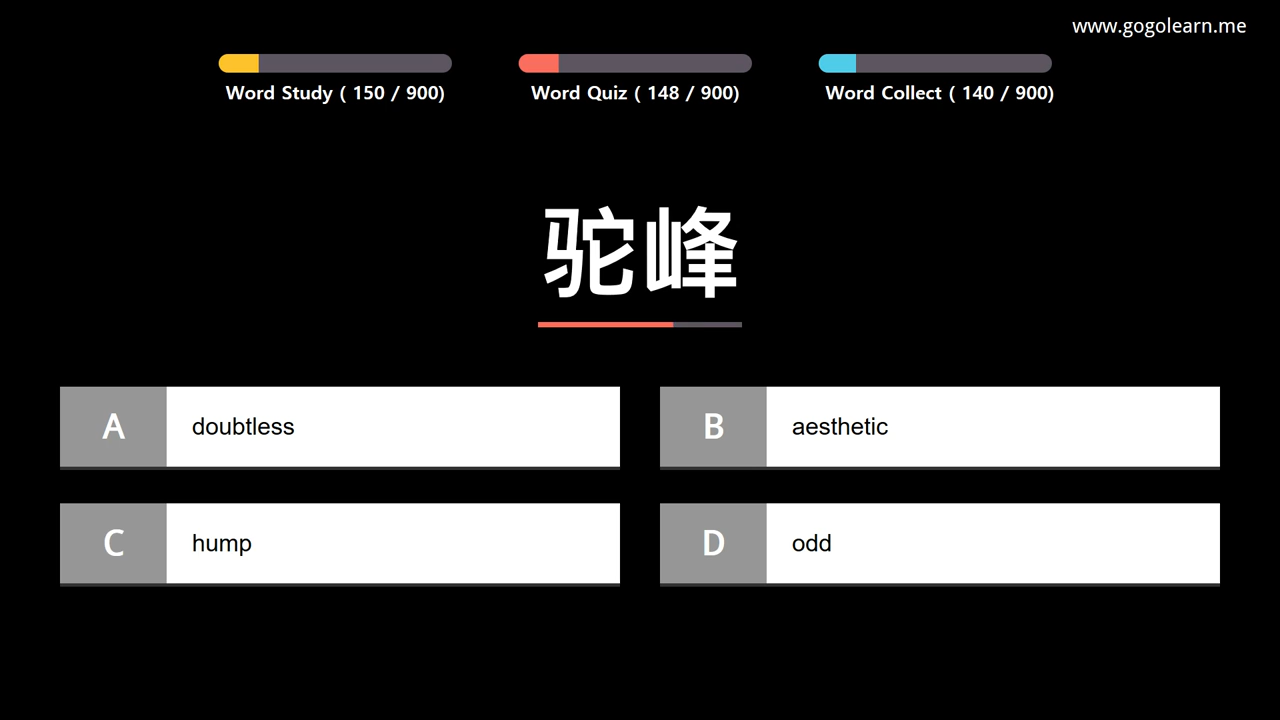 www.gogolearn.me
Word Study ( 150 / 900)
Word Quiz ( 148 / 900)
Word Collect ( 140 / 900)
驼峰
A doubtless
B aesthetic
C hump
D odd